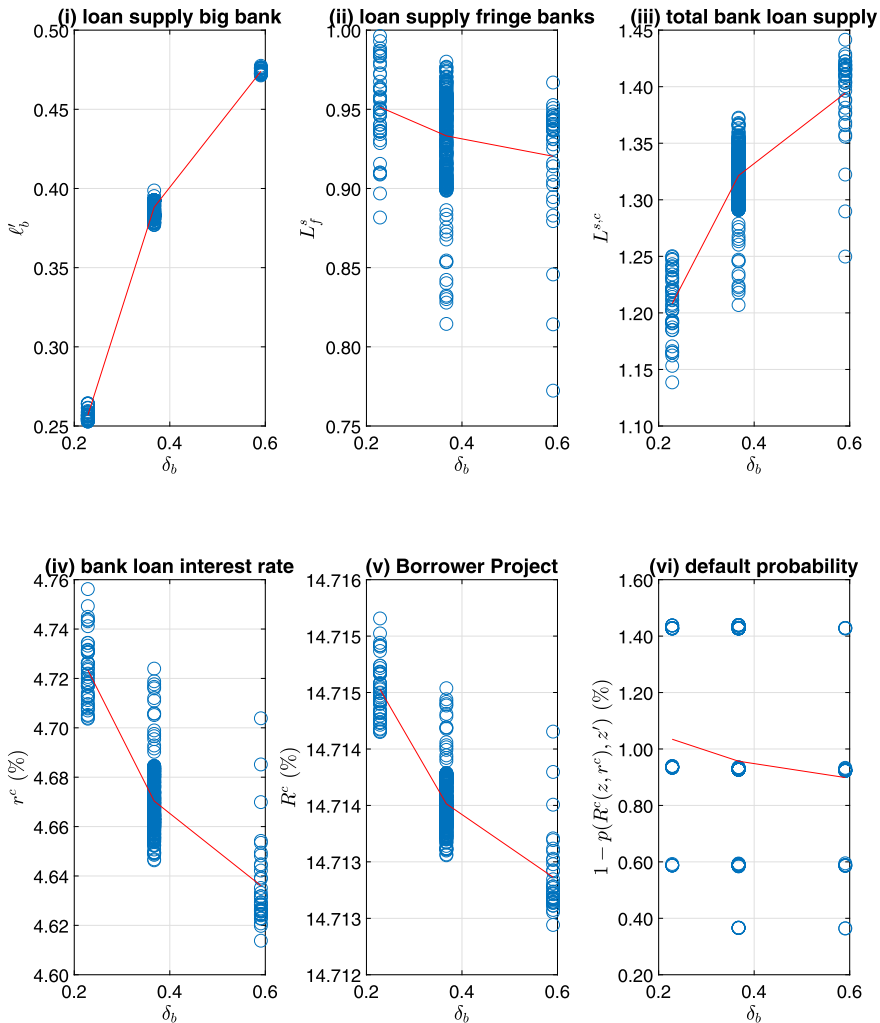 (i) loan supply big bank
(ii) loan supply fringe banks
(iii) total bank loan supply
0.50
0.45
0.40
0.35
0.30
0.25
ℓ′_b
0.2 0.4 0.6
δ_b
1.00
0.95
0.90
0.85
0.80
0.75
L^s_f
0.2 0.4 0.6
δ_b
1.45
1.40
1.35
1.30
1.25
1.20
1.15
1.10
L^{s,c}
0.2 0.4 0.6
δ_b
(iv) bank loan interest rate
(v) Borrower Project
(vi) default probability
4.76
4.74
4.72
4.70
4.68
4.66
4.64
4.62
4.60
r^c (%)
0.2 0.4 0.6
δ_b
14.716
14.715
14.715
14.714
14.714
14.713
14.713
14.712
R^c (%)
0.2 0.4 0.6
δ_b
1.60
1.40
1.20
1.00
0.80
0.60
0.40
0.20
1 − p(R^c(z, r^c), z′) (%)
0.2 0.4 0.6
δ_b